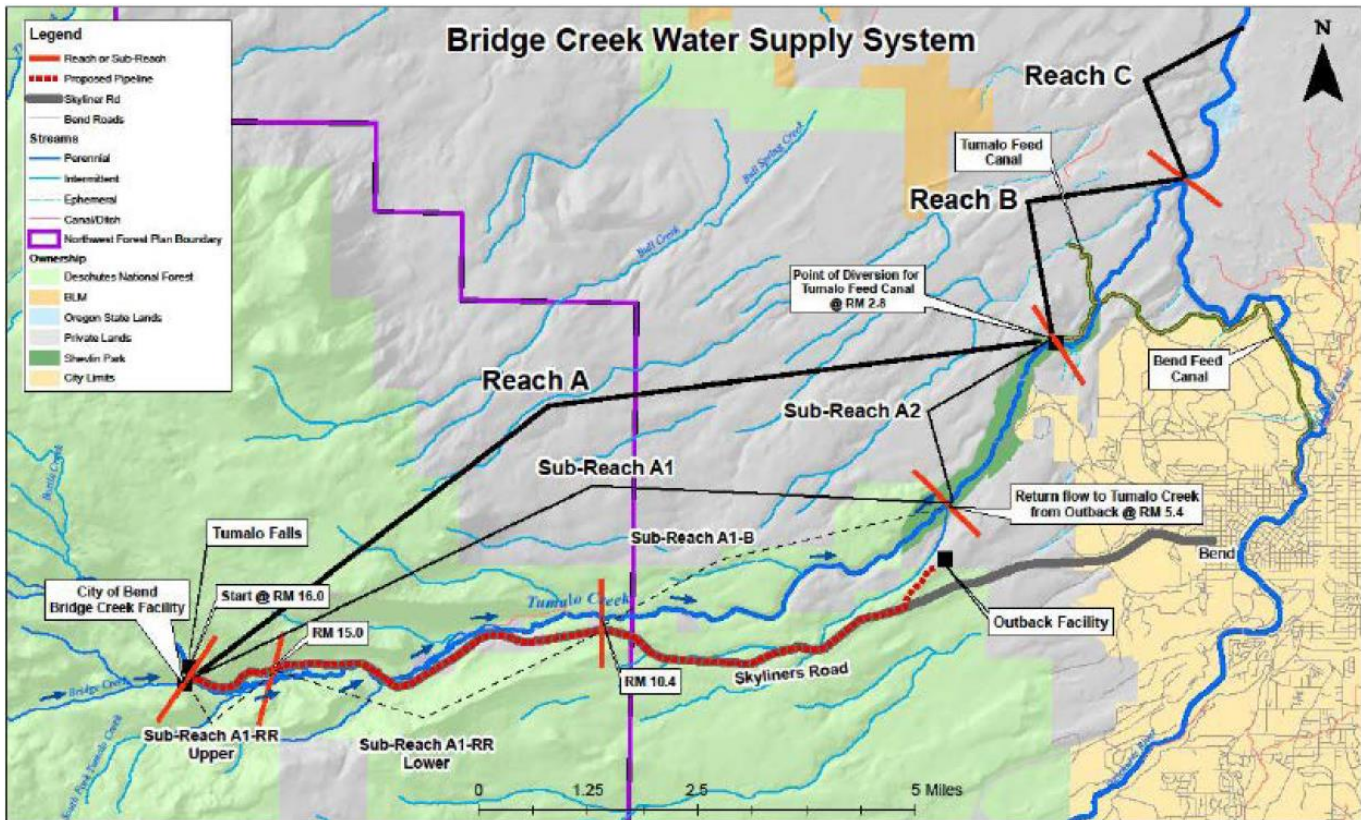 Bridge Creek Water Supply System
N
Legend
Reach or Sub-Reach
Proposed Pipeline
Skyliner Rd
Bend Roads
Streams
Perennial
Intermittent
Ephemeral
Canal/Ditch
Northwest Forest Plan Boundary
Ownership
Deschutes National Forest
BLM
Oregon State Lands
Private Lands
Shevlin Park
City Limits
Reach C
Tumalo Feed
Canal
Reach B
Bull Spring Creek
Bull Creek
Point of Diversion for
Tumalo Feed Canal
@ RM 2.8
Bend Feed
Canal
Reach A
Sub-Reach A2
Sub-Reach A1
Return flow to Tumalo Creek
from Outback @ RM 5.4
Sub-Reach A1-B
Bend
Tumalo Falls
City of Bend
Bridge Creek Facility
Start @ RM 16.0
Tumalo Creek
Outback Facility
RM 15.0
RM 10.4
Skyliners Road
Bridge Creek
Sub-Reach A1-RR
Upper
Sub-Reach A1-RR
Lower
South Fork Tumalo Creek
0 1.25 2.5 5 Miles